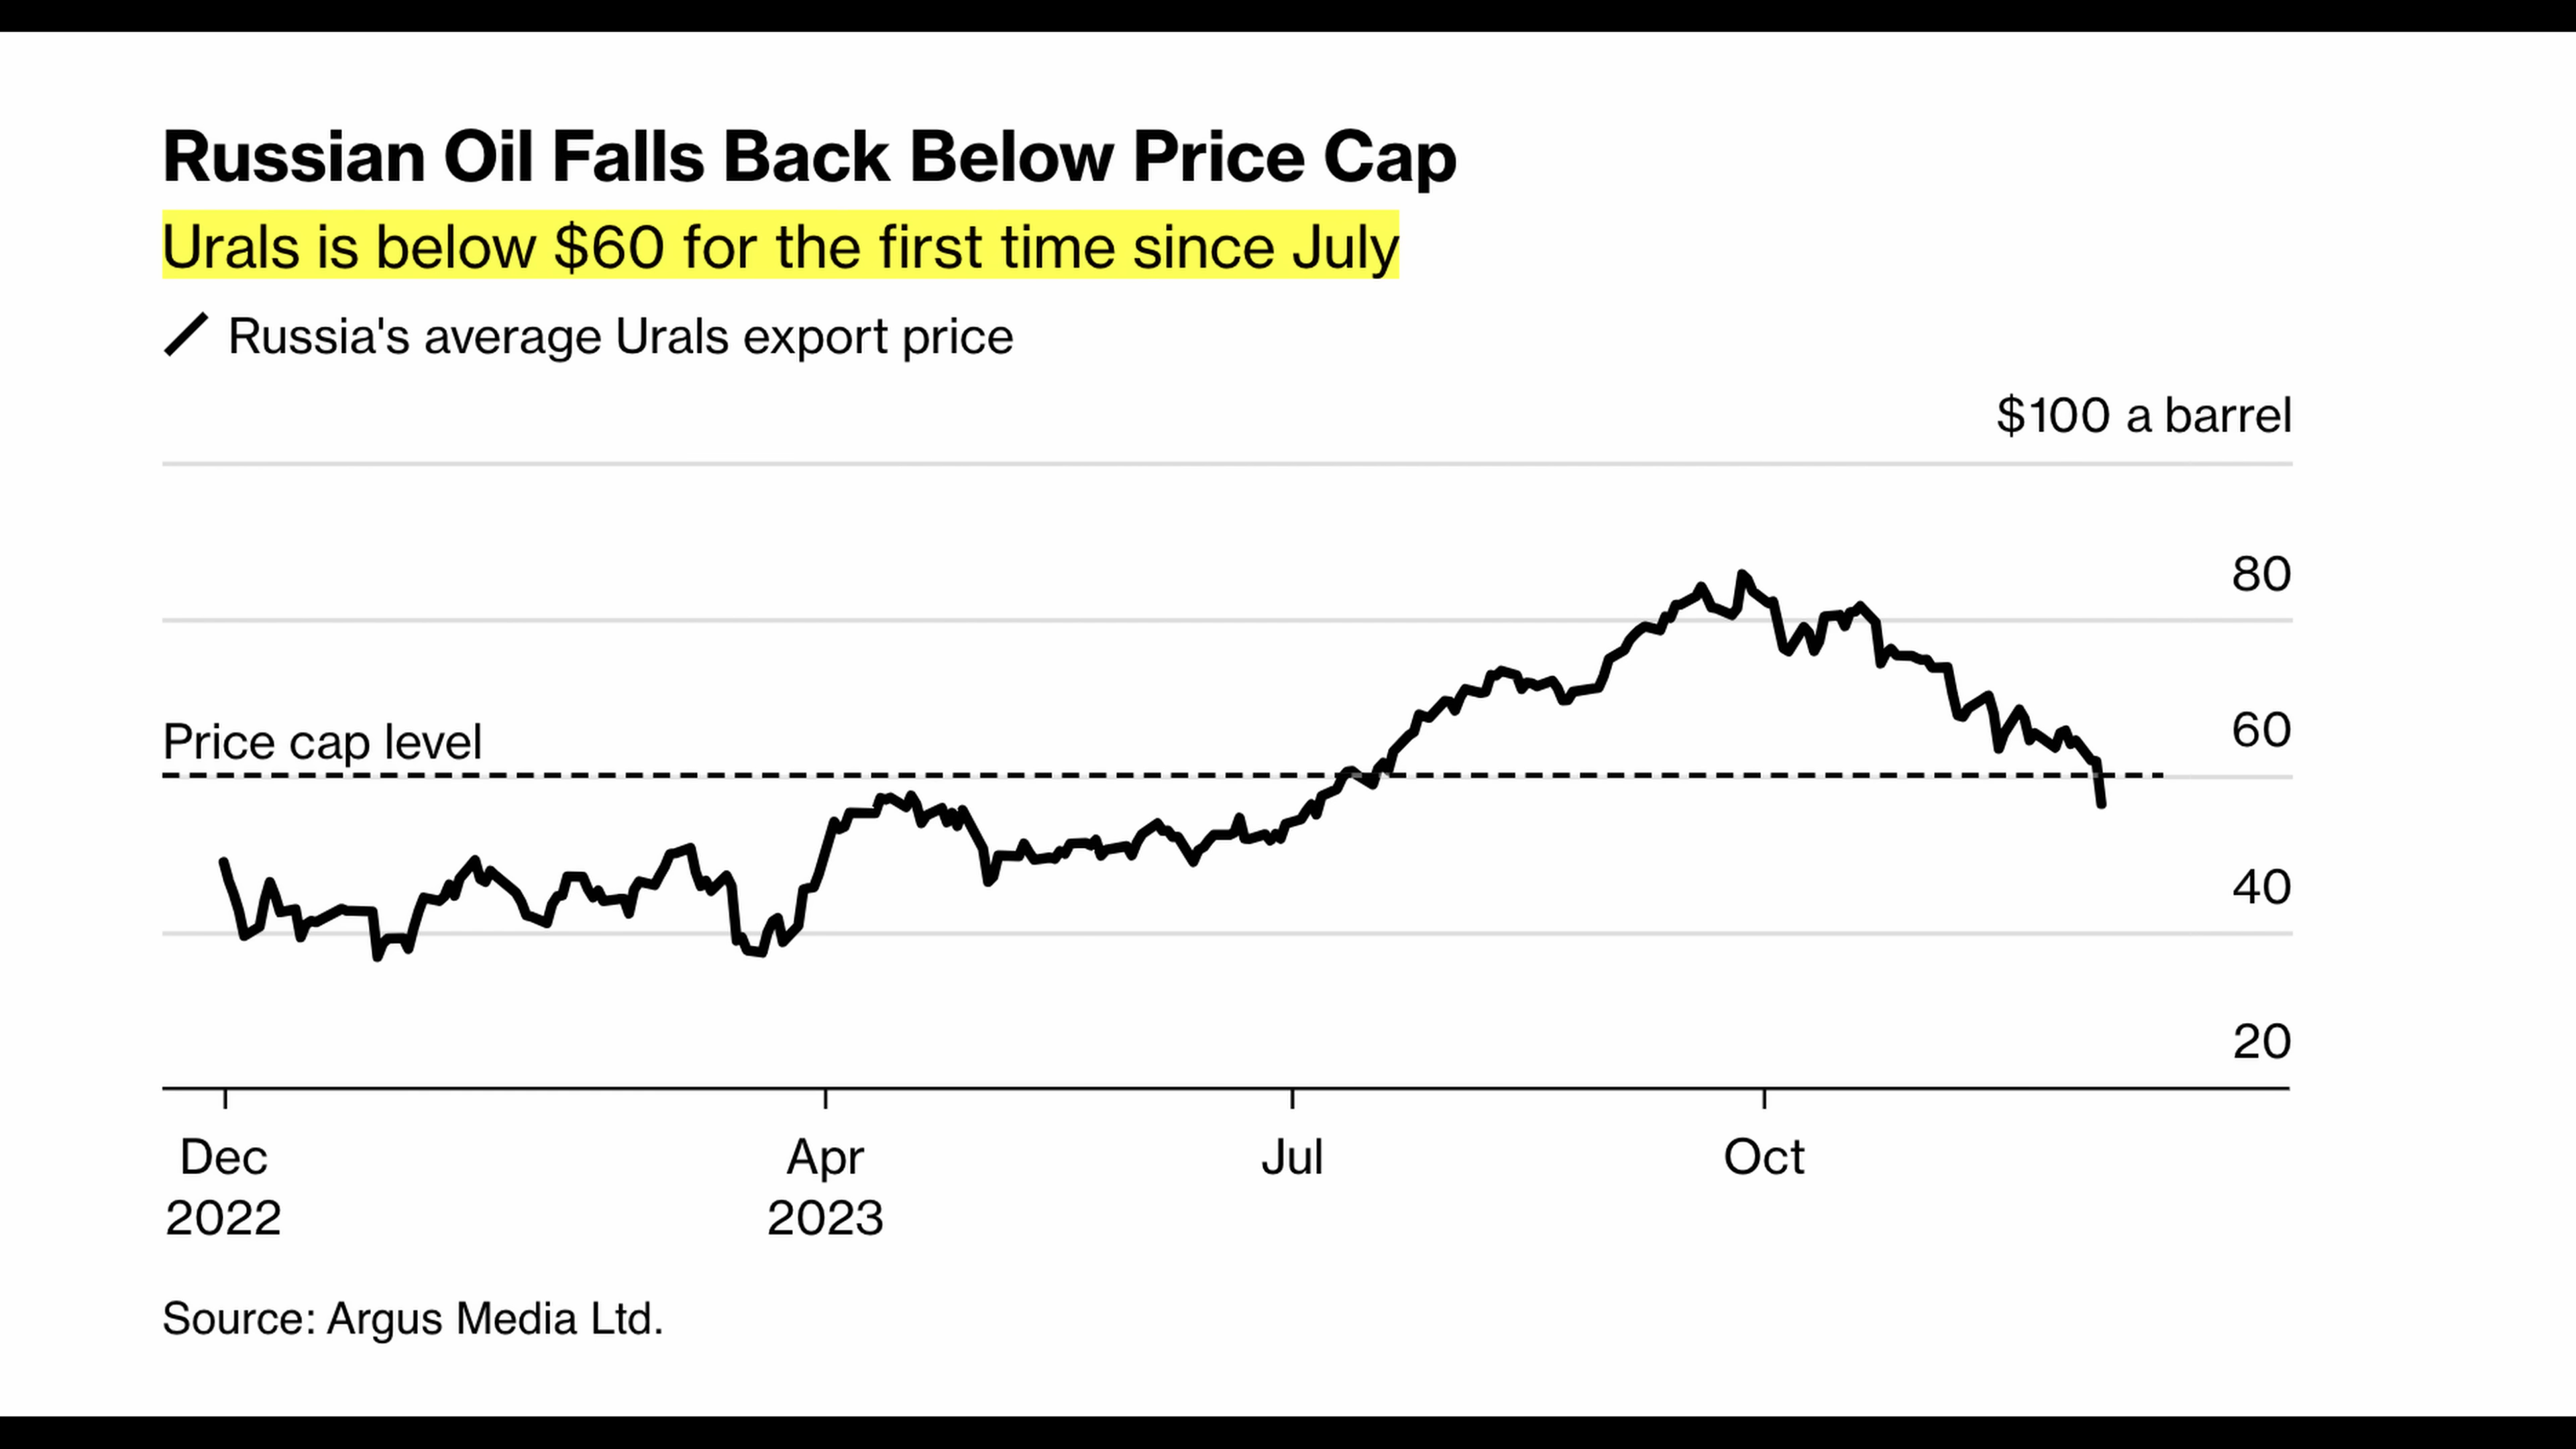 Russian Oil Falls Back Below Price Cap
Urals is below $60 for the first time since July
Russia's average Urals export price
$100 a barrel
80
Price cap level
60
40
20
Dec Apr Jul Oct
2022 2023
Source: Argus Media Ltd.